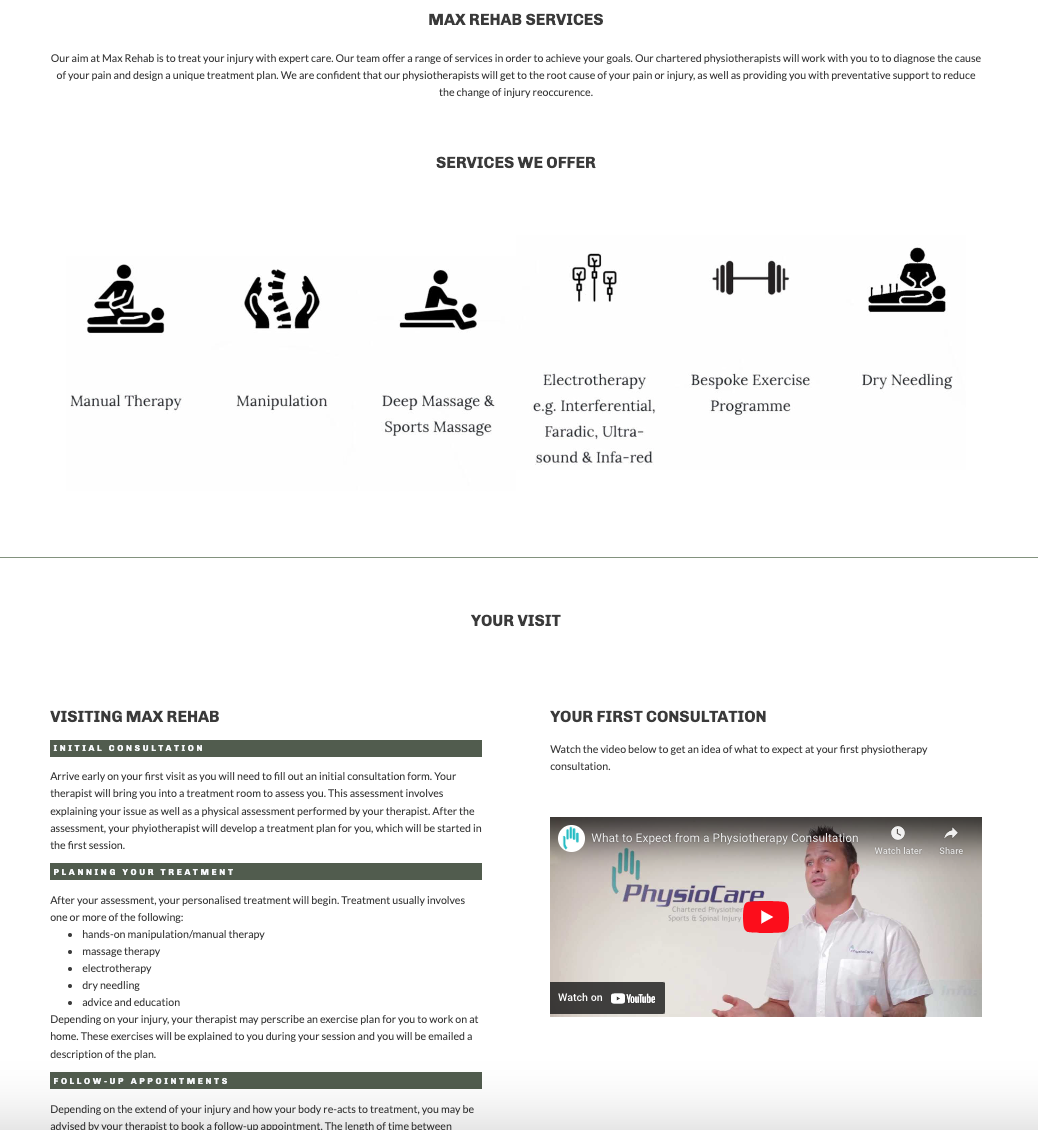 MAX REHAB SERVICES
Our aim at Max Rehab is to treat your injury with expert care. Our team offer a range of services in order to achieve your goals. Our chartered physiotherapists will work with you to to diagnose the cause
of your pain and design a unique treatment plan. We are confident that our physiotherapists will get to the root cause of your pain or injury, as well as providing you with preventative support to reduce
the change of injury reoccurence.
SERVICES WE OFFER
Manual Therapy
Manipulation
Deep Massage &
Sports Massage
Electrotherapy
e.g. Interferential,
Faradic, Ultra-
sound & Infa-red
Bespoke Exercise
Programme
Dry Needling
YOUR VISIT
VISITING MAX REHAB
INITIAL CONSULTATION
Arrive early on your first visit as you will need to fill out an initial consultation form. Your
therapist will bring you into a treatment room to assess you. This assessment involves
explaining your issue as well as a physical assessment performed by your therapist. After the
assessment, your phyiotherapist will develop a treatment plan for you, which will be started in
the first session.
PLANNING YOUR TREATMENT
After your assessment, your personalised treatment will begin. Treatment usually involves
one or more of the following:
• hands-on manipulation/manual therapy
• massage therapy
• electrotherapy
• dry needling
• advice and education
Depending on your injury, your therapist may perscribe an exercise plan for you to work on at
home. These exercises will be explained to you during your session and you will be emailed a
description of the plan.
FOLLOW-UP APPOINTMENTS
Depending on the extend of your injury and how your body re-acts to treatment, you may be
advised by your therapist to book a follow-up appointment. The length of time between
YOUR FIRST CONSULTATION
Watch the video below to get an idea of what to expect at your first physiotherapy
consultation.
What to Expect from a Physiotherapy Consultation
Watch later
Share
PhysioCare
Chartered
Sports & Spinal Injury
PhysioCare
Watch on YouTube